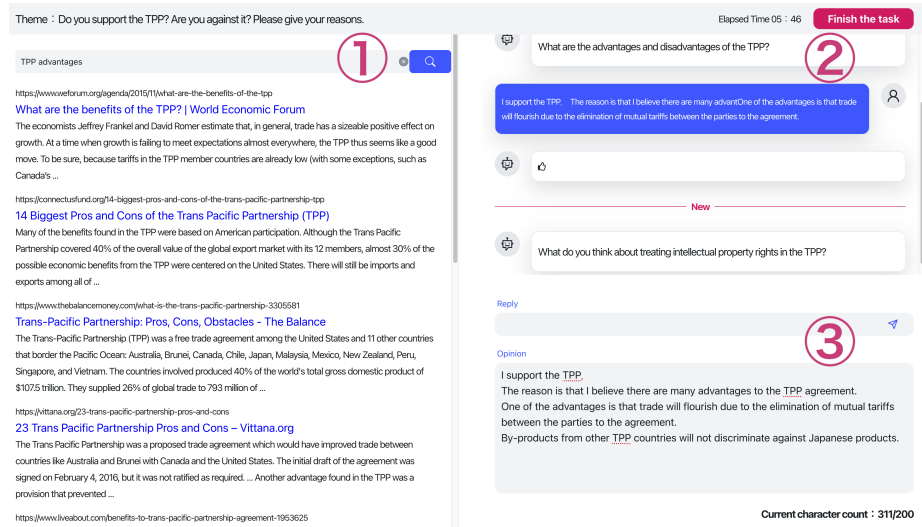 Theme：Do you support the TPP? Are you against it? Please give your reasons.
Elapsed Time 05：46
Finish the task
TPP advantages
①
https://www.weforum.org/agenda/2015/11/what-are-the-benefits-of-the-tpp
What are the benefits of the TPP? | World Economic Forum
The economists Jeffrey Frankel and David Romer estimate that, in general, trade has a sizeable positive effect on
growth. At a time when growth is failing to meet expectations almost everywhere, the TPP thus seems like a good
move. To be sure, because tariffs in the TPP member countries are already low (with some exceptions, such as
Canada's ...
https://connectusfund.org/14-biggest-pros-and-cons-of-the-trans-pacific-partnership-tpp
14 Biggest Pros and Cons of the Trans Pacific Partnership (TPP)
Many of the benefits found in the TPP were based on American participation. Although the Trans Pacific
Partnership covered 40% of the overall value of the global export market with its 12 members, almost 30% of the
possible economic benefits from the TPP were centered on the United States. There will still be imports and
exports among all of ...
https://www.thebalancemoney.com/what-is-the-trans-pacific-partnership-3305581
Trans-Pacific Partnership: Pros, Cons, Obstacles - The Balance
The Trans-Pacific Partnership (TPP) was a free trade agreement among the United States and 11 other countries
that border the Pacific Ocean: Australia, Brunei, Canada, Chile, Japan, Malaysia, Mexico, New Zealand, Peru,
Singapore, and Vietnam. The countries involved produced 40% of the world's total gross domestic product of
$107.5 trillion. They supplied 26% of global trade to 793 million of ...
https://vittana.org/23-trans-pacific-partnership-pros-and-cons
23 Trans Pacific Partnership Pros and Cons – Vittana.org
The Trans Pacific Partnership was a proposed trade agreement which would have improved trade between
countries like Australia and Brunei with Canada and the United States. The initial draft of the agreement was
signed on February 4, 2016, but it was not ratified as required. ... Another advantage found in the TPP was a
provision that prevented ...
https://www.liveabout.com/benefits-to-trans-pacific-partnership-agreement-1953625
What are the advantages and disadvantages of the TPP?
②
I support the TPP.　The reason is that I believe there are many advantOne of the advantages is that trade
will flourish due to the elimination of mutual tariffs between the parties to the agreement.
New
What do you think about treating intellectual property rights in the TPP?
Reply
③
Opinion
I support the TPP.
The reason is that I believe there are many advantages to the TPP agreement.
One of the advantages is that trade will flourish due to the elimination of mutual tariffs
between the parties to the agreement.
By-products from other TPP countries will not discriminate against Japanese products.
Current character count：311/200